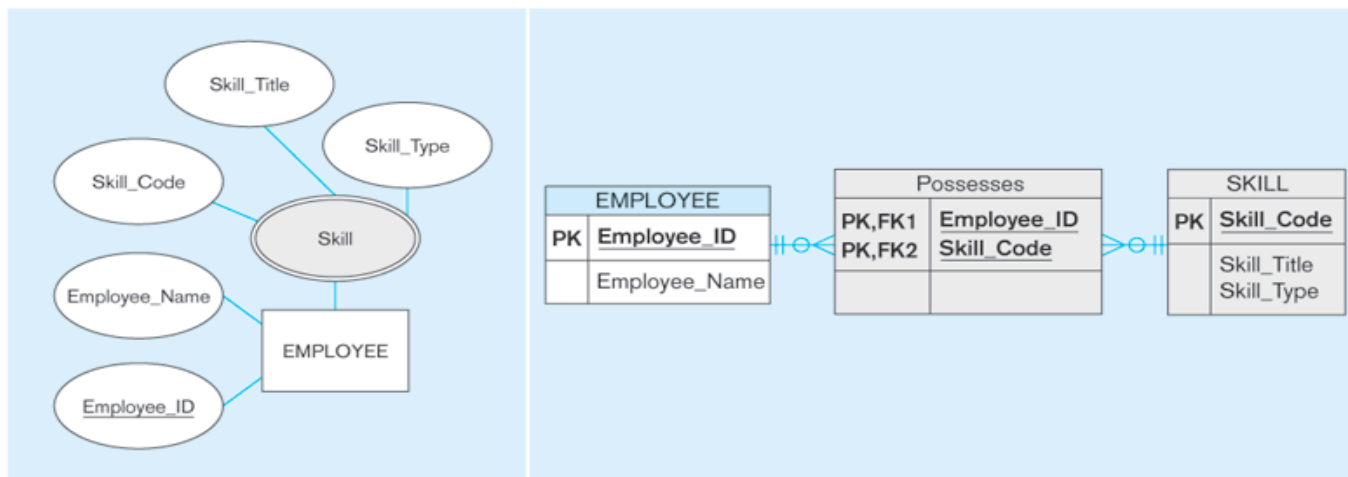 Skill_Title
Skill_Type
Skill_Code
Skill
Employee_Name
EMPLOYEE
Employee_ID
EMPLOYEE
PK Employee_ID
Employee_Name
Possesses
PK,FK1 Employee_ID
PK,FK2 Skill_Code
SKILL
PK Skill_Code
Skill_Title
Skill_Type